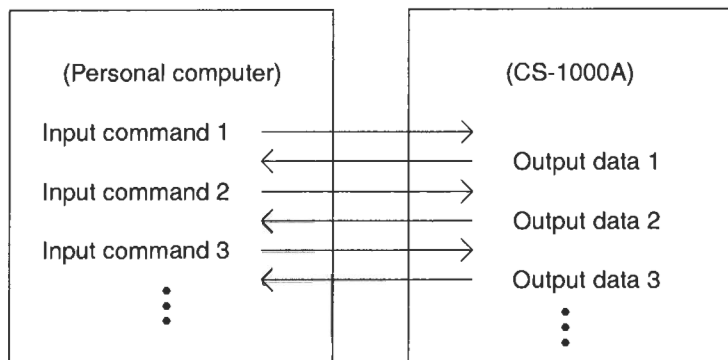 (Personal computer)
(CS-1000A)
Input command 1
Output data 1
Input command 2
Output data 2
Input command 3
Output data 3